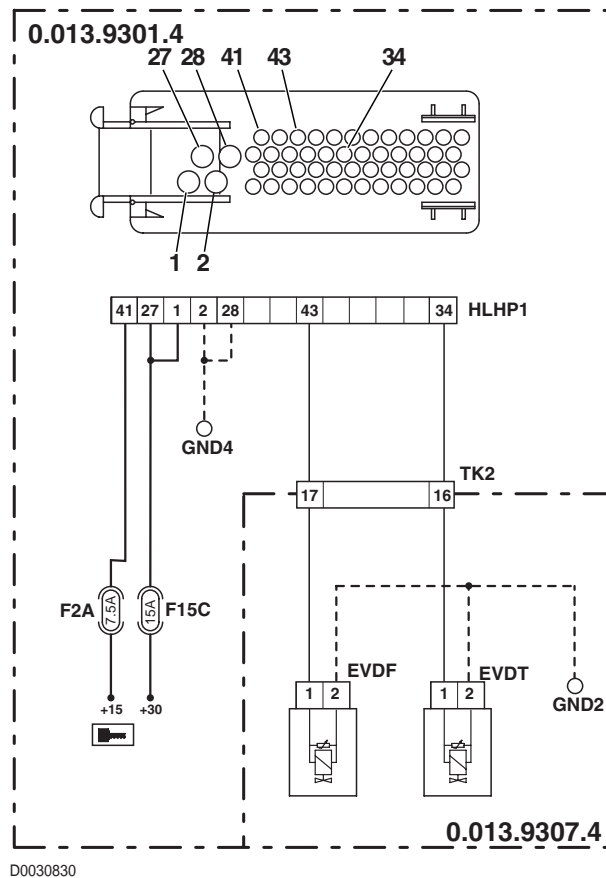 0.013.9301.4
27 28 41 43 34
1 2
41 27 1 2 28 43 34 HLHP1
GND4
TK2
17 16
F2A 7.5A 15A F15C
EVDF EVDT
1 2 1 2
GND2
+15 +30
0.013.9307.4
D0030830